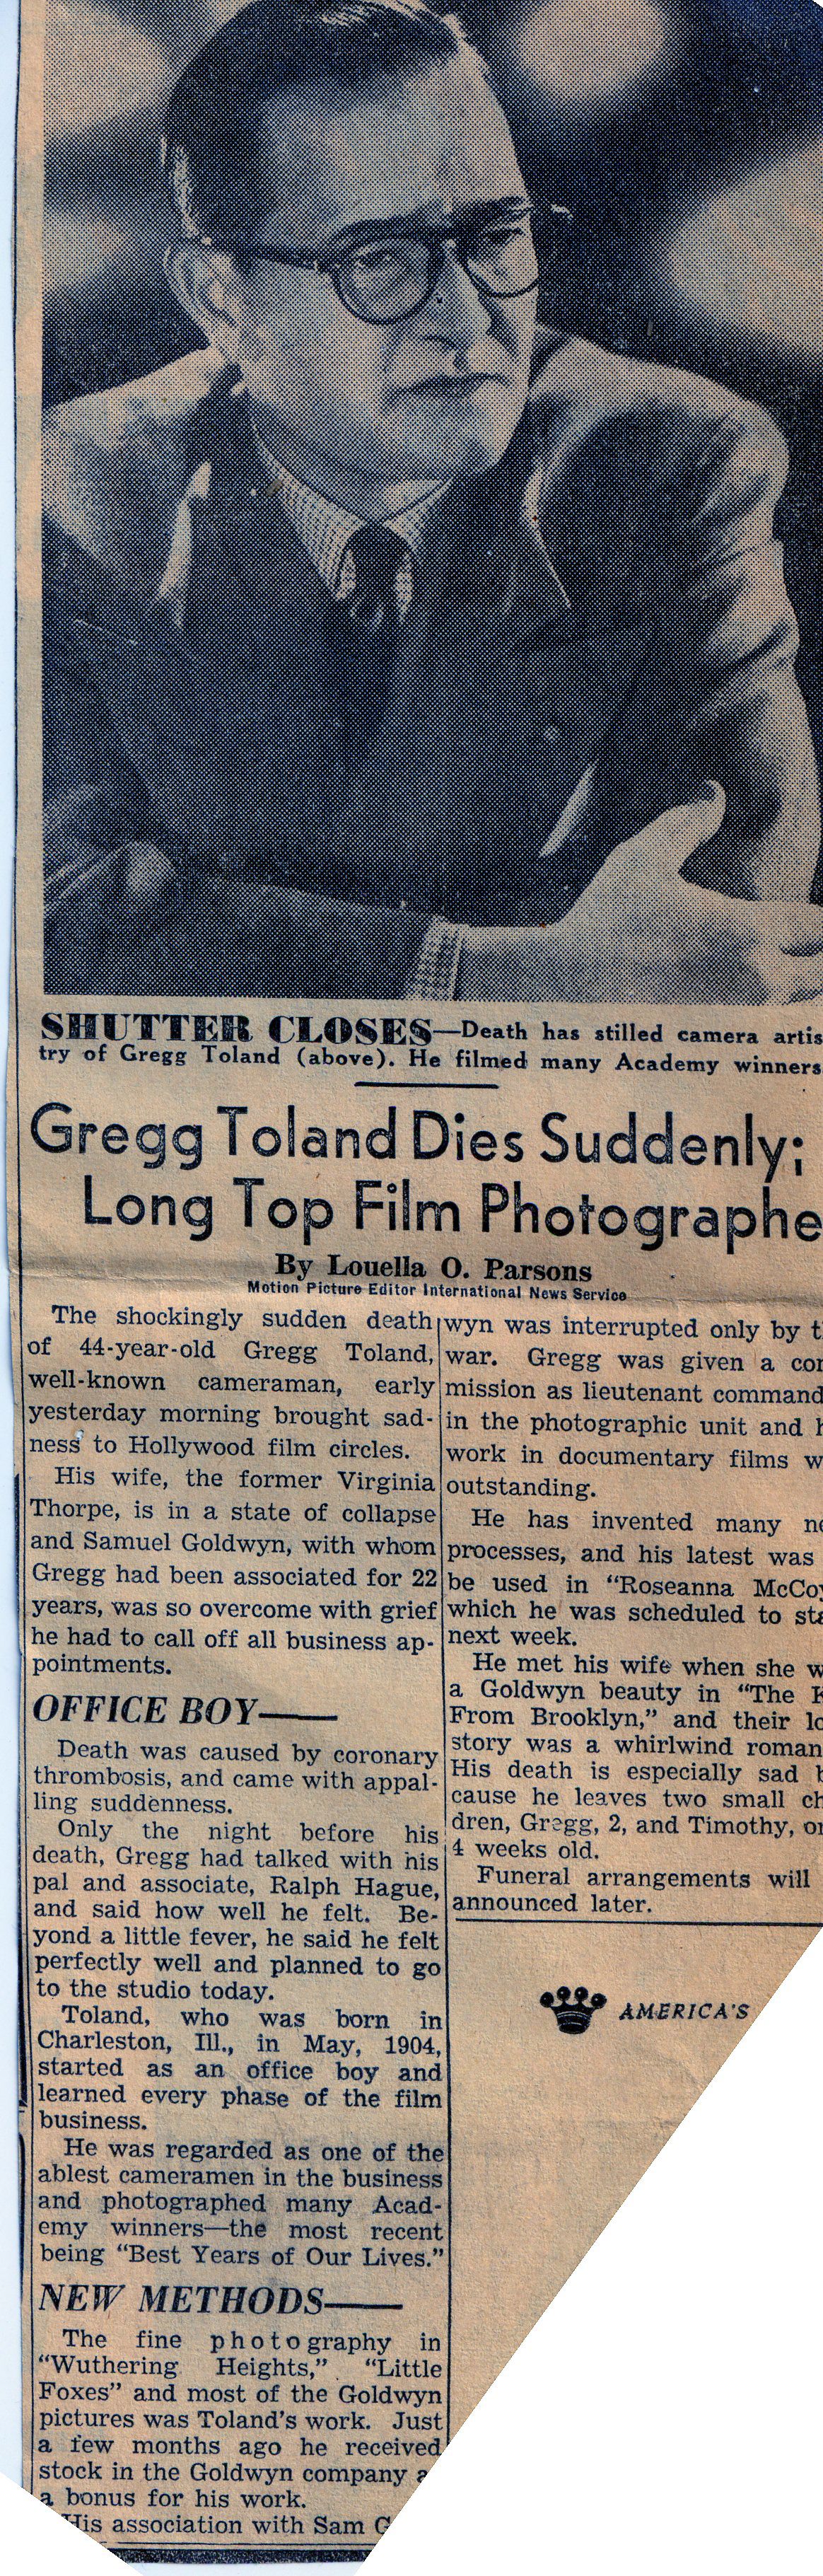 SHUTTER CLOSES—Death has stilled camera artis
try of Gregg Toland (above). He filmed many Academy winners
Gregg Toland Dies Suddenly;
Long Top Film Photographe
By Louella O. Parsons
Motion Picture Editor International News Service
The shockingly sudden death
of 44-year-old Gregg Toland,
well-known cameraman, early
yesterday morning brought sad-
ness to Hollywood film circles.
His wife, the former Virginia
Thorpe, is in a state of collapse
and Samuel Goldwyn, with whom
Gregg had been associated for 22
years, was so overcome with grief
he had to call off all business ap-
pointments.
OFFICE BOY—
Death was caused by coronary
thrombosis, and came with appal-
ling suddenness.
Only the night before his
death, Gregg had talked with his
pal and associate, Ralph Hague,
and said how well he felt. Be-
yond a little fever, he said he felt
perfectly well and planned to go
to the studio today.
Toland, who was born in
Charleston, Ill., in May, 1904,
started as an office boy and
learned every phase of the film
business.
He was regarded as one of the
ablest cameramen in the business
and photographed many Acad-
emy winners—the most recent
being "Best Years of Our Lives."
NEW METHODS—
The fine photography in
"Wuthering Heights," "Little
Foxes" and most of the Goldwyn
pictures was Toland's work. Just
a few months ago he received
stock in the Goldwyn company a
a bonus for his work.
His association with Sam G
wyn was interrupted only by t
war. Gregg was given a co
mission as lieutenant command
in the photographic unit and h
work in documentary films w
outstanding.
He has invented many ne
processes, and his latest was
be used in "Roseanna McCoy
which he was scheduled to sta
next week.
He met his wife when she w
a Goldwyn beauty in "The K
From Brooklyn," and their lo
story was a whirlwind roman
His death is especially sad b
cause he leaves two small ch
dren, Gregg, 2, and Timothy, on
4 weeks old.
Funeral arrangements will
announced later.
AMERICA'S